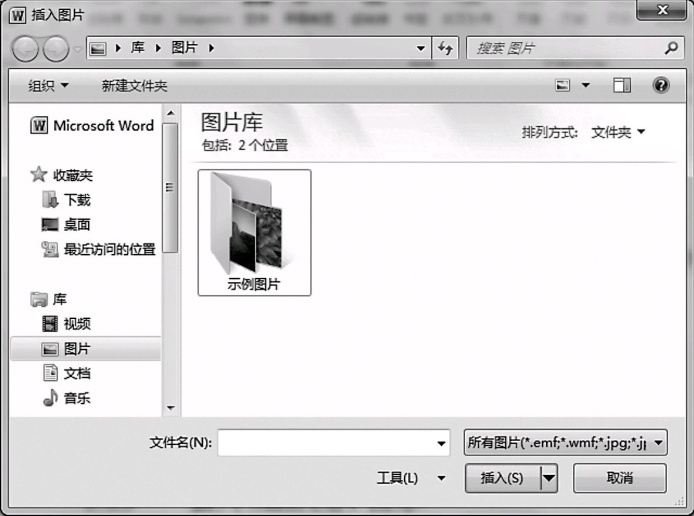 插入图片
库 图片
搜索 图片
组织 新建文件夹
Microsoft Word
图片库
包括: 2 个位置
排列方式: 文件夹
收藏夹
下载
桌面
最近访问的位置
示例图片
库
视频
图片
文档
音乐
文件名(N):
所有图片(*.emf;*.wmf;*.jpg;*.jp
工具(L) 插入(S) 取消